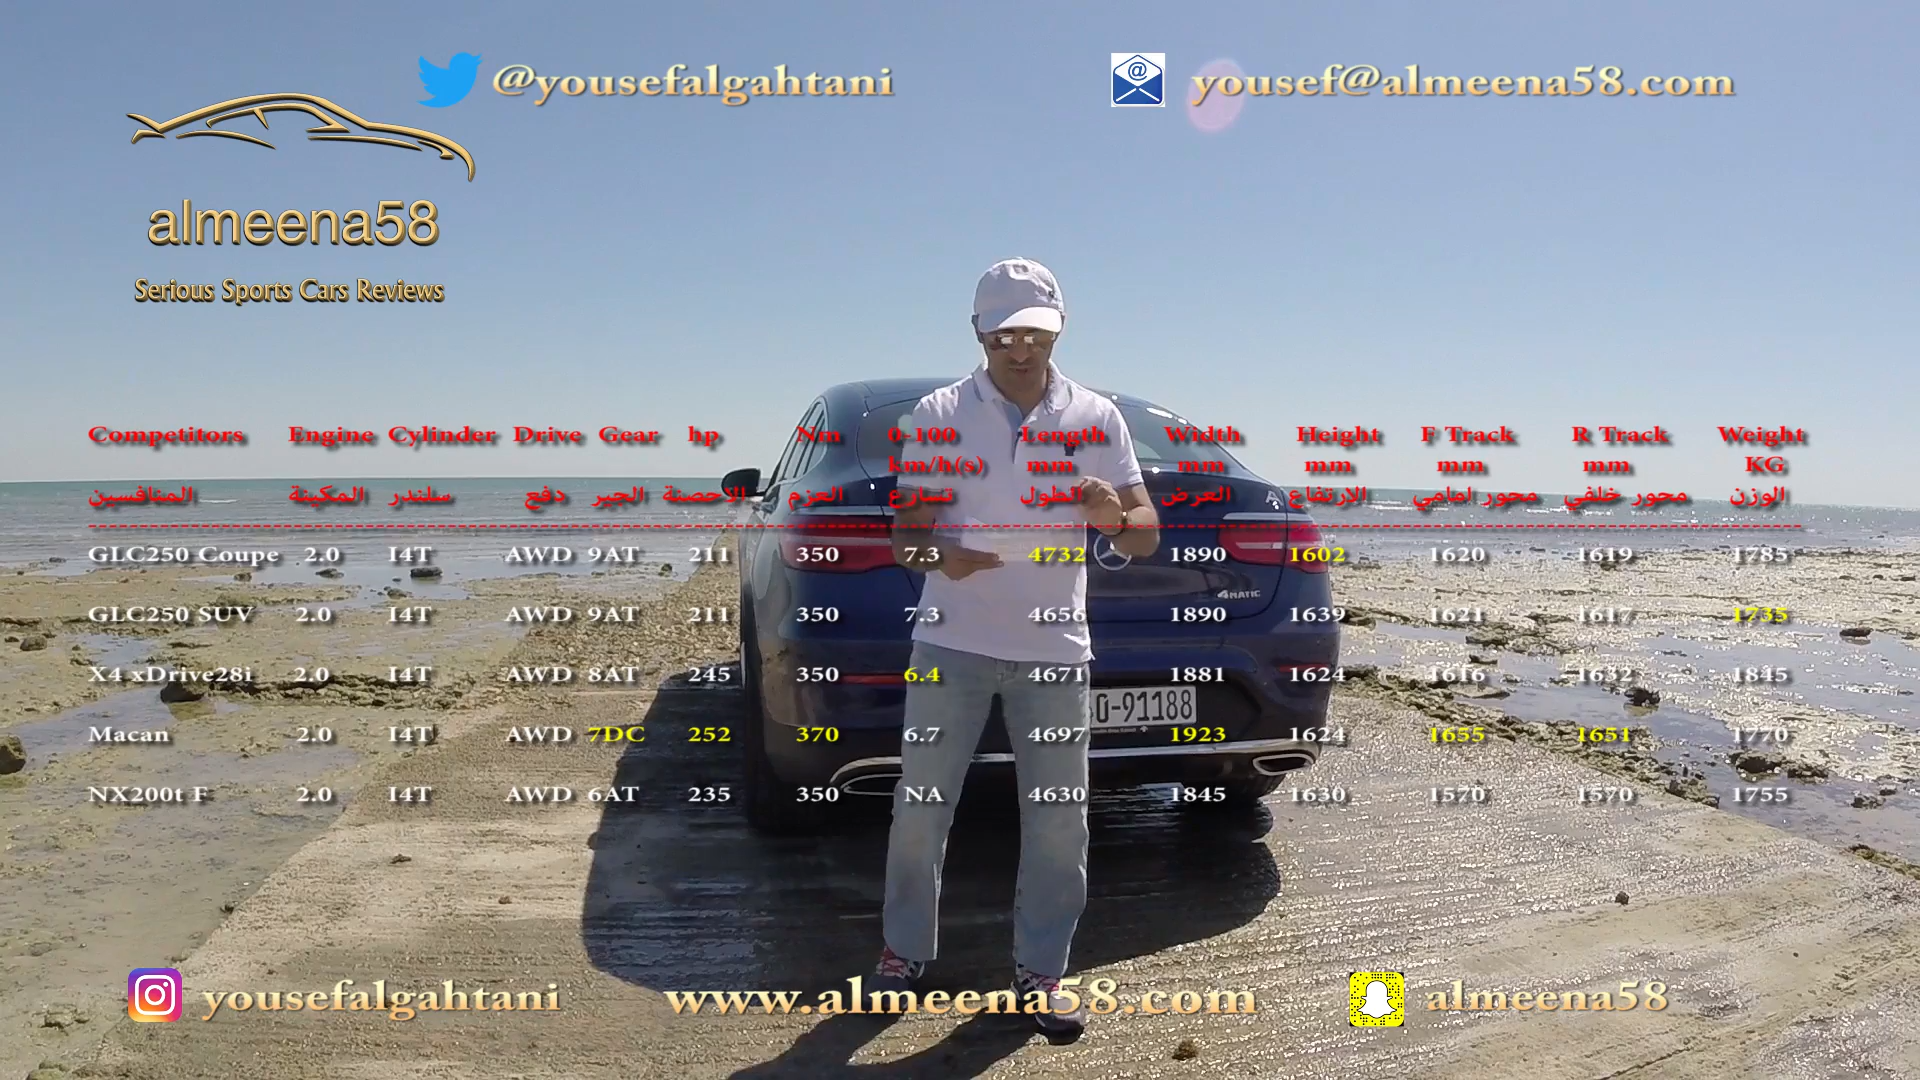 @yousefalgahtani
yousef@almeena58.com
almeena58
Serious Sports Cars Reviews
Competitors Engine Cylinder Drive Gear hp Nm 0-100 Length Width Height F Track R Track Weight
km/h(s) mm mm mm mm mm KG
المنافسين المكينة سلندر دفع الجير الاحصنة العزم تسارع الطول العرض الارتفاع محور امامي محور خلفي الوزن
GLC250 Coupe 2.0 I4T AWD 9AT 211 350 7.3 4732 1890 1602 1620 1619 1785
GLC250 SUV 2.0 I4T AWD 9AT 211 350 7.3 4656 1890 1639 1621 1617 1735
X4 xDrive28i 2.0 I4T AWD 8AT 245 350 6.4 4671 1881 1624 1616 1632 1845
Macan 2.0 I4T AWD 7DC 252 370 6.7 4697 1923 1624 1655 1651 1770
NX200t F 2.0 I4T AWD 6AT 235 350 NA 4630 1845 1630 1570 1570 1755
4MATIC
0-91188
yousefalgahtani
www.almeena58.com
almeena58